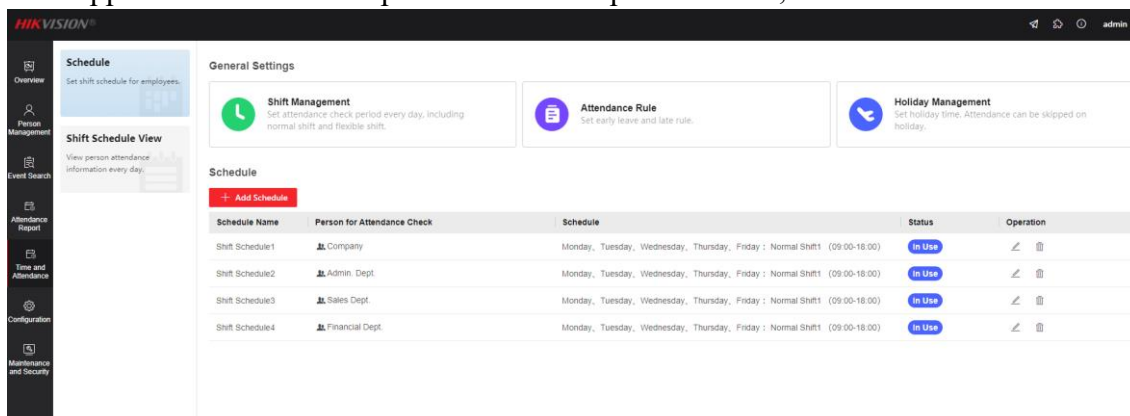 HIKVISION®
admin
Overview
Person
Management
Event Search
Attendance
Report
Time and
Attendance
Configuration
Maintenance
and Security
Schedule
Set shift schedule for employees.
Shift Schedule View
View person attendance
information every day.
General Settings
Shift Management
Set attendance check period every day, including
normal shift and flexible shift.
Attendance Rule
Set early leave and late rule.
Holiday Management
Set holiday time. Attendance can be skipped on
holiday.
Schedule
+ Add Schedule
Schedule Name Person for Attendance Check Schedule Status Operation
Shift Schedule1 Company Monday, Tuesday, Wednesday, Thursday, Friday : Normal Shift1 (09:00-18:00) In Use
Shift Schedule2 Admin. Dept. Monday, Tuesday, Wednesday, Thursday, Friday : Normal Shift1 (09:00-18:00) In Use
Shift Schedule3 Sales Dept. Monday, Tuesday, Wednesday, Thursday, Friday : Normal Shift1 (09:00-18:00) In Use
Shift Schedule4 Financial Dept. Monday, Tuesday, Wednesday, Thursday, Friday : Normal Shift1 (09:00-18:00) In Use